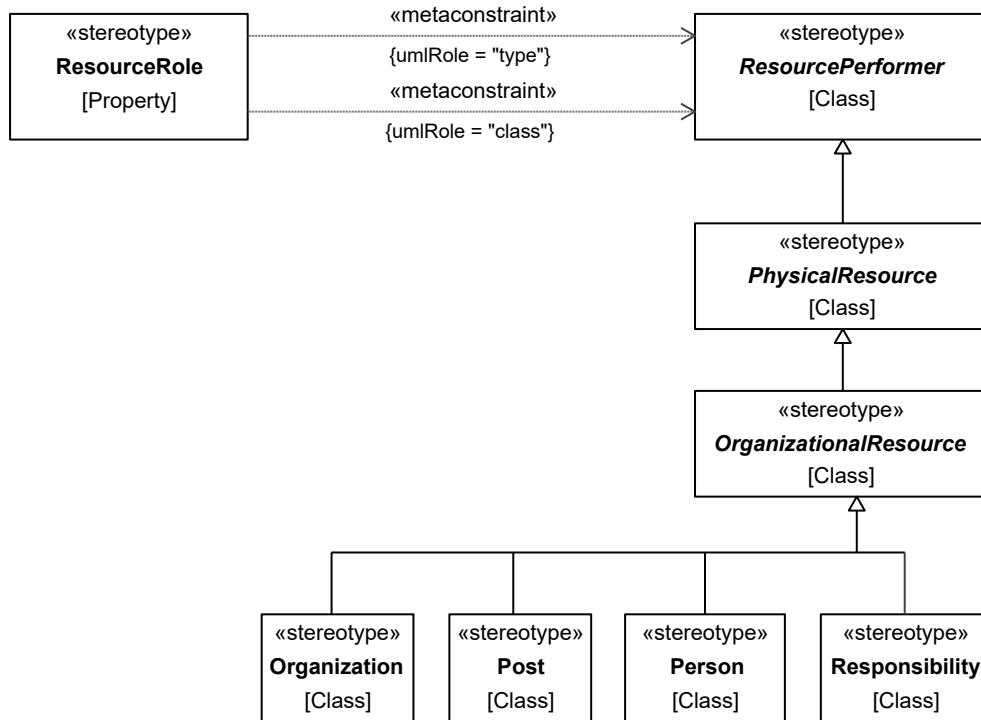 «stereotype»
ResourceRole
[Property]
«metaconstraint»
{umlRole = "type"}
«metaconstraint»
{umlRole = "class"}
«stereotype»
ResourcePerformer
[Class]
«stereotype»
PhysicalResource
[Class]
«stereotype»
OrganizationalResource
[Class]
«stereotype»
Organization
[Class]
«stereotype»
Post
[Class]
«stereotype»
Person
[Class]
«stereotype»
Responsibility
[Class]